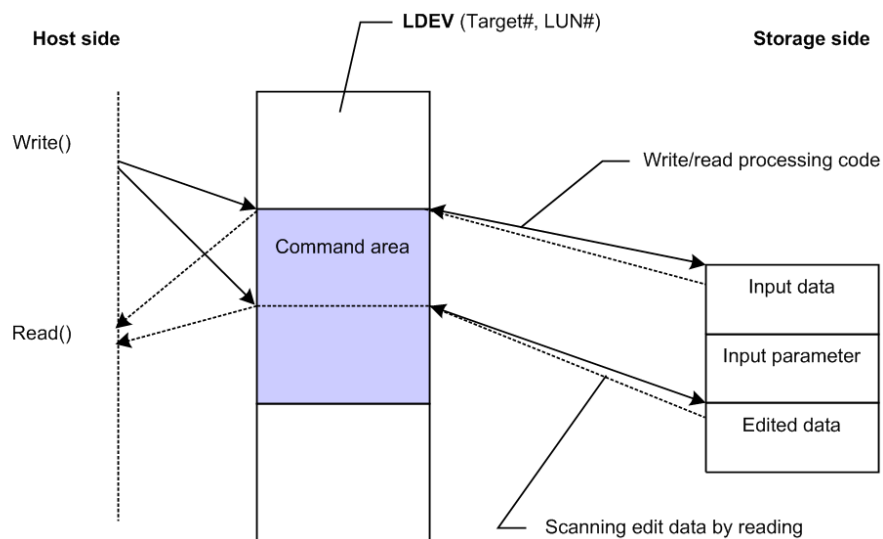 LDEV (Target#, LUN#)
Host side
Storage side
Write()
Write/read processing code
Command area
Input data
Read()
Input parameter
Edited data
Scanning edit data by reading